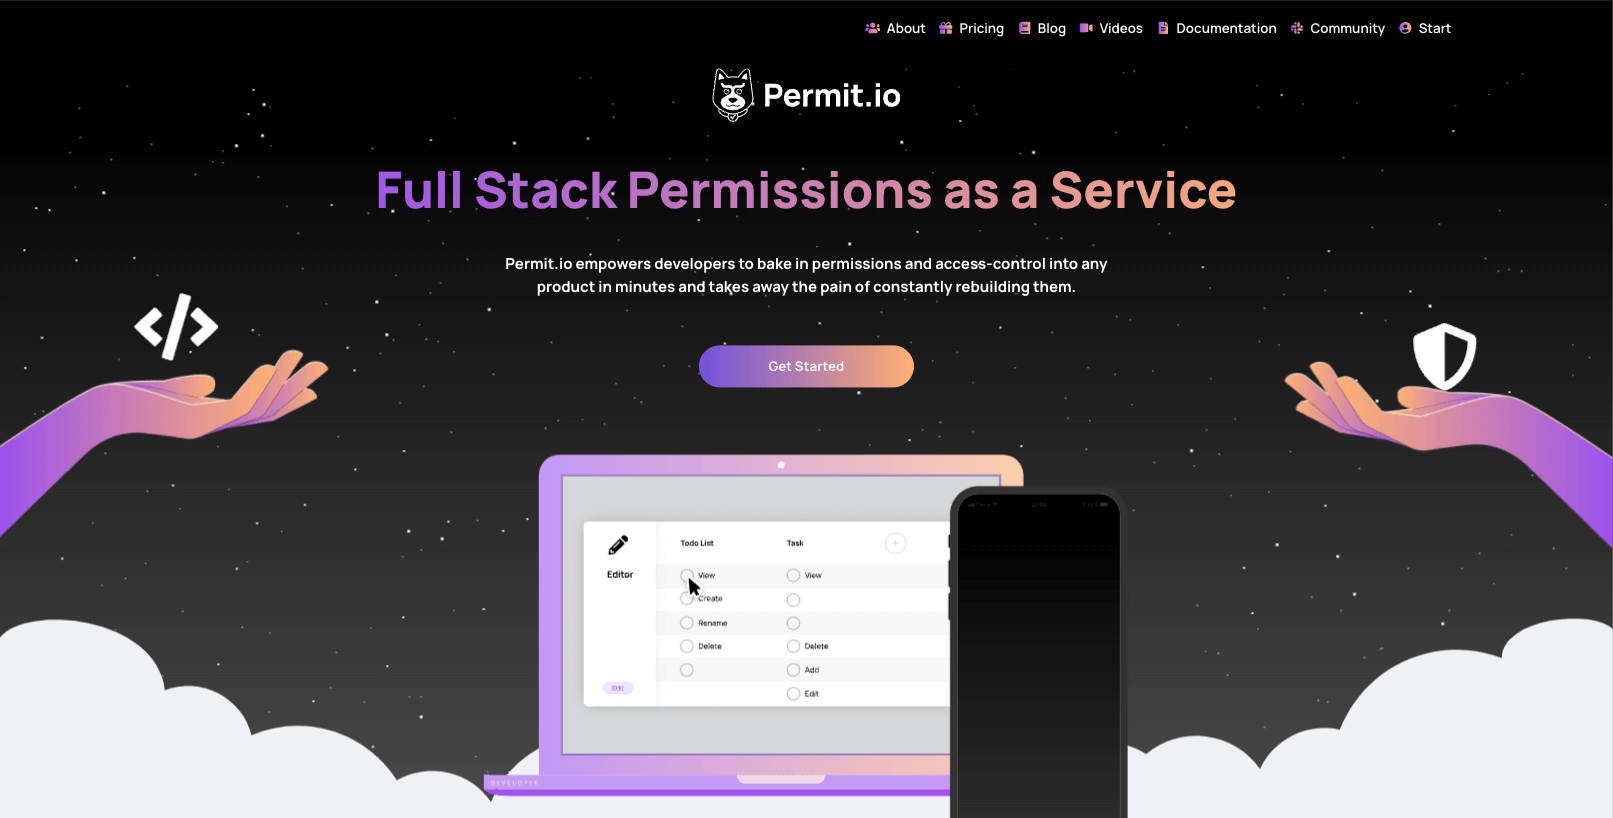 About Pricing Blog Videos Documentation Community Start
Permit.io
Full Stack Permissions as a Service
Permit.io empowers developers to bake in permissions and access-control into any
product in minutes and takes away the pain of constantly rebuilding them.
Get Started
Todo List Task
Editor
View View
Create
Rename
Delete Delete
Add
Edit Edit
DEVELOPER